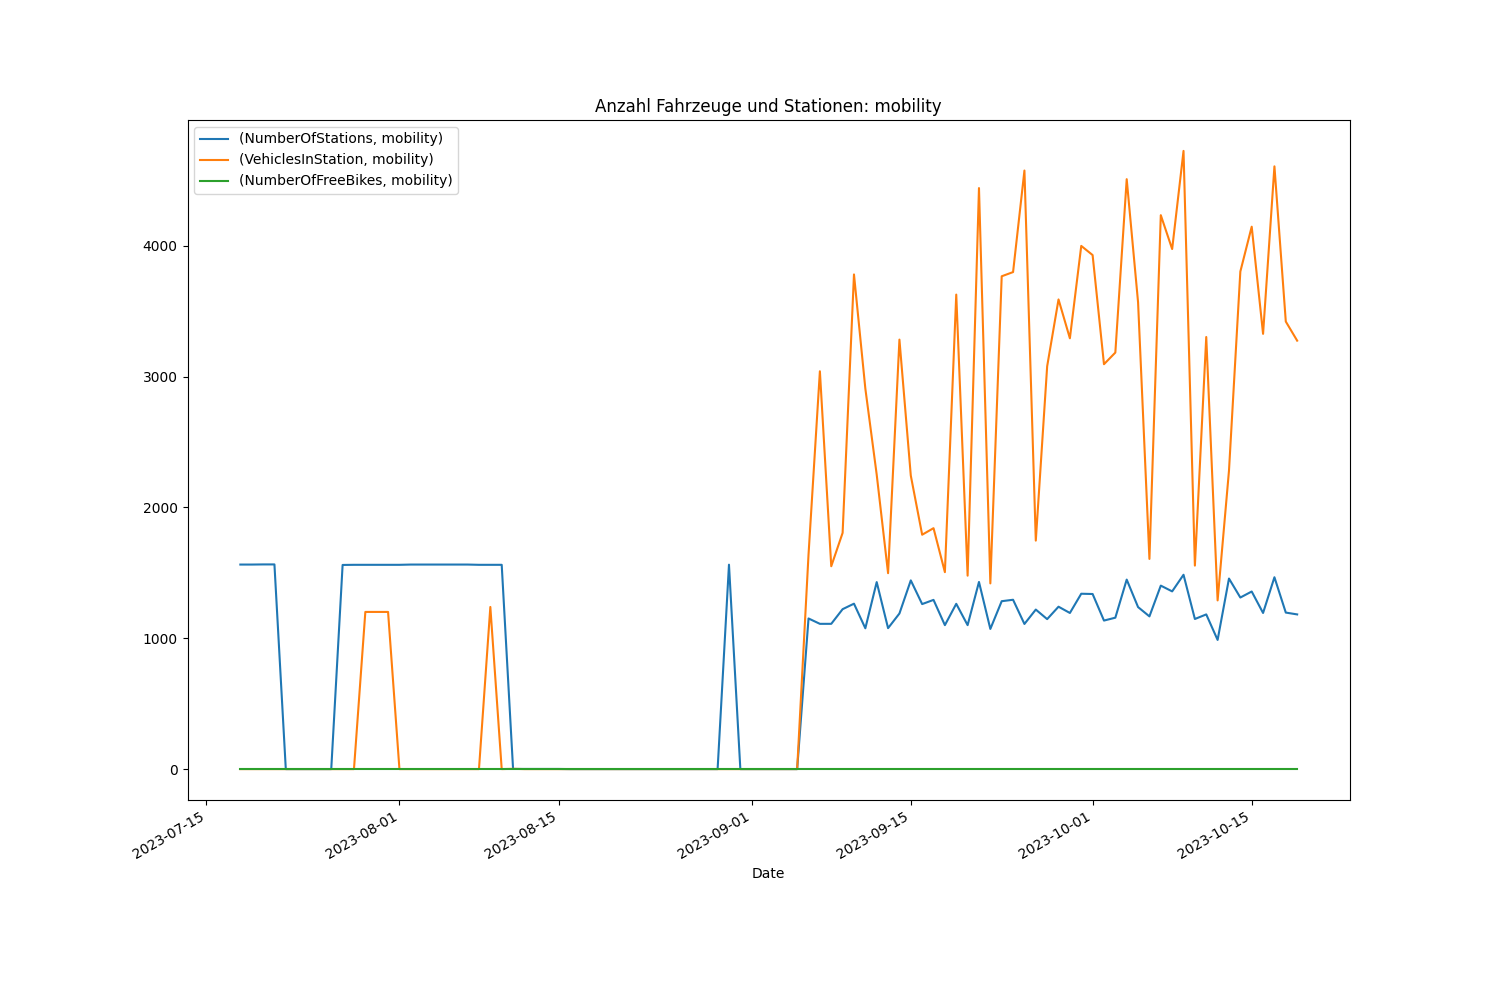 Anzahl Fahrzeuge und Stationen: mobility
(NumberOfStations, mobility)
(VehiclesInStation, mobility)
(NumberOfFreeBikes, mobility)
4000
3000
2000
1000
0
2023-07-15
2023-08-01
2023-08-15
2023-09-01
2023-09-15
2023-10-01
2023-10-15
Date